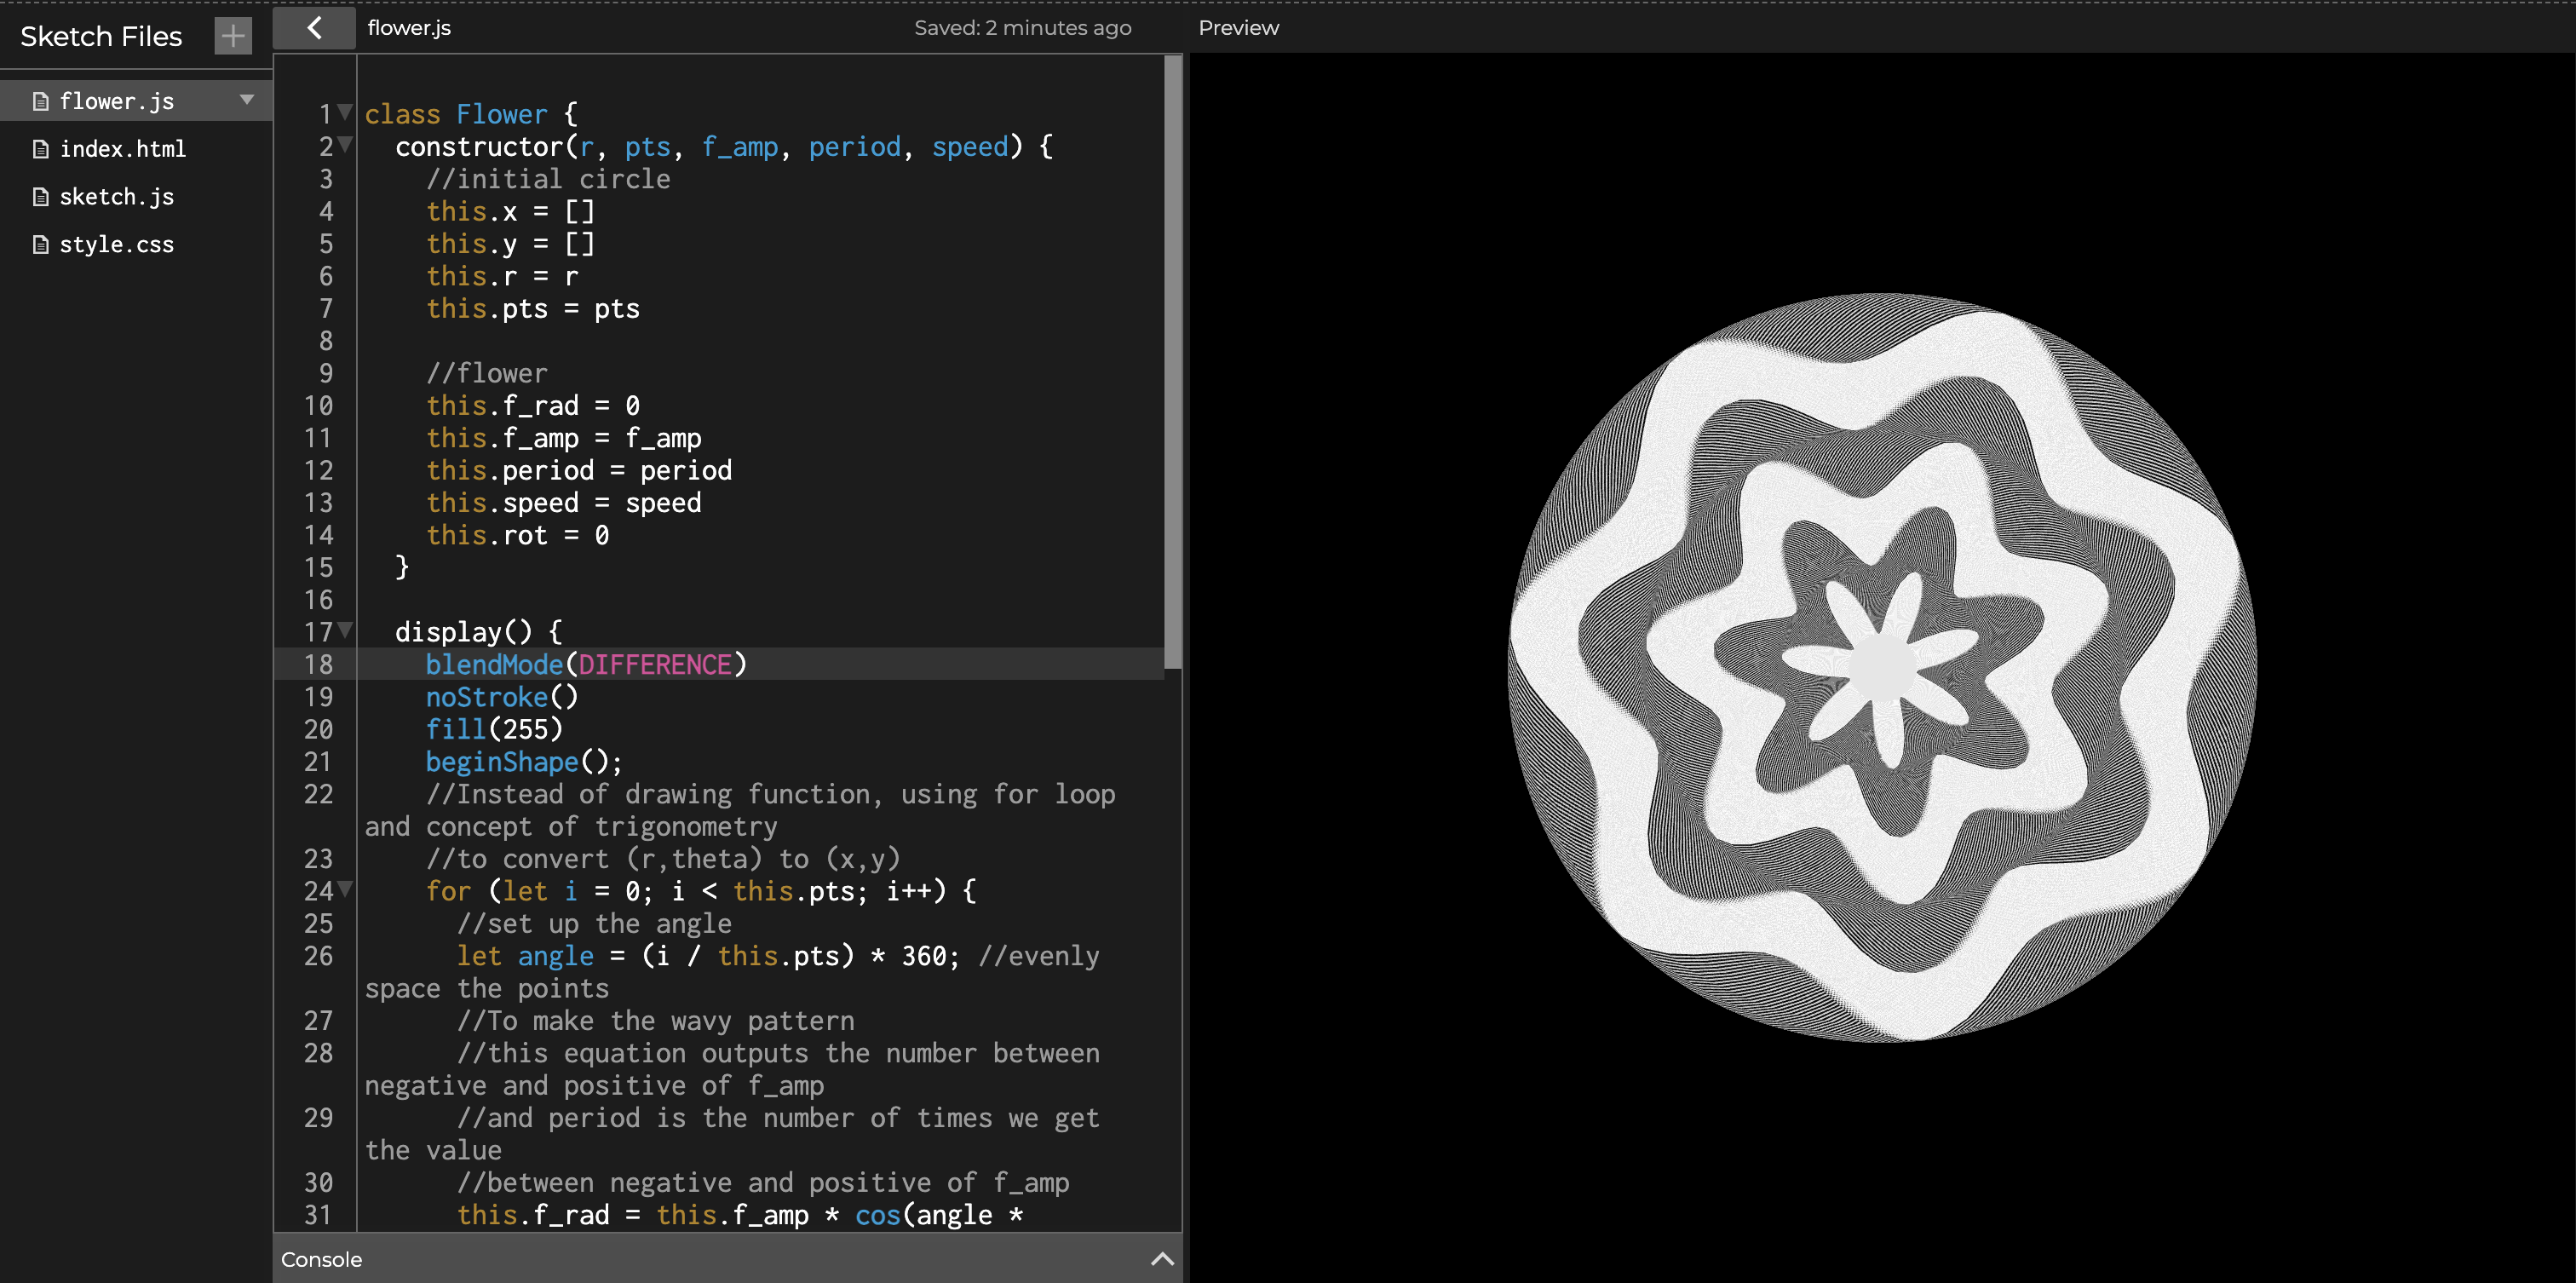 Sketch Files
flower.js
index.html
sketch.js
style.css
flower.js
Saved: 2 minutes ago
Preview
1 class Flower {
2 constructor(r, pts, f_amp, period, speed) {
3 //initial circle
4 this.x = []
5 this.y = []
6 this.r = r
7 this.pts = pts
8
9 //flower
10 this.f_rad = 0
11 this.f_amp = f_amp
12 this.period = period
13 this.speed = speed
14 this.rot = 0
15 }
16
17 display() {
18 blendMode(DIFFERENCE)
19 noStroke()
20 fill(255)
21 beginShape();
22 //Instead of drawing function, using for loop
and concept of trigonometry
23 //to convert (r,theta) to (x,y)
24 for (let i = 0; i < this.pts; i++) {
25 //set up the angle
26 let angle = (i / this.pts) * 360; //evenly
space the points
27 //To make the wavy pattern
28 //this equation outputs the number between
negative and positive of f_amp
29 //and period is the number of times we get
the value
30 //between negative and positive of f_amp
31 this.f_rad = this.f_amp * cos(angle *
Console